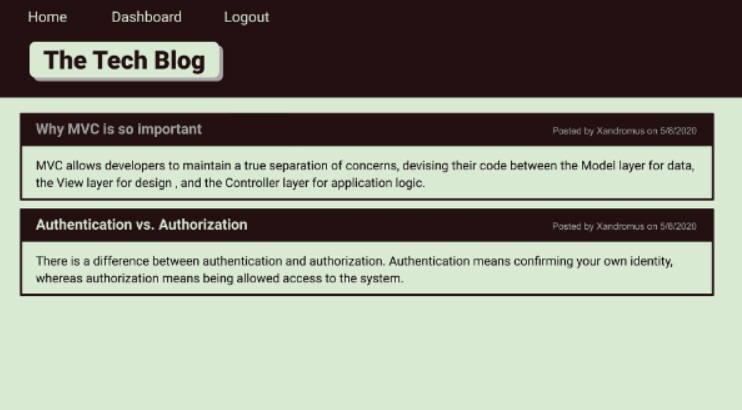 Home Dashboard Logout
The Tech Blog
Why MVC is so important Posted by Xandromus on 5/8/2020
MVC allows developers to maintain a true separation of concerns, devising their code between the Model layer for data,
the View layer for design , and the Controller layer for application logic.
Authentication vs. Authorization Posted by Xandromus on 5/8/2020
There is a difference between authentication and authorization. Authentication means confirming your own identity,
whereas authorization means being allowed access to the system.